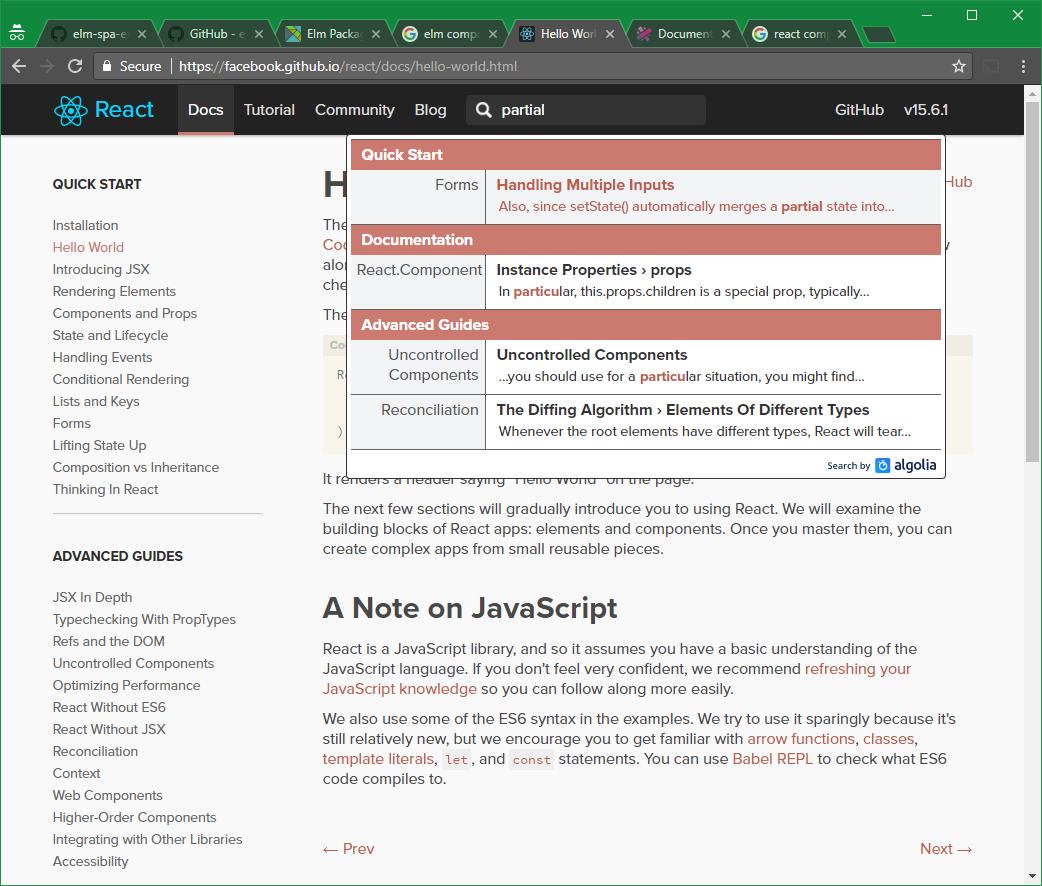 elm-spa-e
GitHub - e
Elm Packa
elm compo
Hello Worl
Document
react com
Secure
https://facebook.github.io/react/docs/hello-world.html
React
Docs
Tutorial
Community
Blog
partial
GitHub
v15.6.1
QUICK START
Installation
Hello World
Introducing JSX
Rendering Elements
Components and Props
State and Lifecycle
Handling Events
Conditional Rendering
Lists and Keys
Forms
Lifting State Up
Composition vs Inheritance
Thinking In React
ADVANCED GUIDES
JSX In Depth
Typechecking With PropTypes
Refs and the DOM
Uncontrolled Components
Optimizing Performance
React Without ES6
React Without JSX
Reconciliation
Context
Web Components
Higher-Order Components
Integrating with Other Libraries
Accessibility
Quick Start
Forms
Handling Multiple Inputs
Also, since setState() automatically merges a partial state into...
Documentation
React.Component
Instance Properties › props
In particular, this.props.children is a special prop, typically...
Advanced Guides
Uncontrolled
Components
Uncontrolled Components
...you should use for a particular situation, you might find...
Reconciliation
The Diffing Algorithm › Elements Of Different Types
Whenever the root elements have different types, React will tear...
Search by algolia
H
Hub
The
Coc
w
alor
che
The
Co
Re
)
It renders a header saying "Hello World" on the page.
The next few sections will gradually introduce you to using React. We will examine the
building blocks of React apps: elements and components. Once you master them, you can
create complex apps from small reusable pieces.
A Note on JavaScript
React is a JavaScript library, and so it assumes you have a basic understanding of the
JavaScript language. If you don't feel very confident, we recommend refreshing your
JavaScript knowledge so you can follow along more easily.
We also use some of the ES6 syntax in the examples. We try to use it sparingly because it's
still relatively new, but we encourage you to get familiar with arrow functions, classes,
template literals, let, and const statements. You can use Babel REPL to check what ES6
code compiles to.
← Prev
Next →